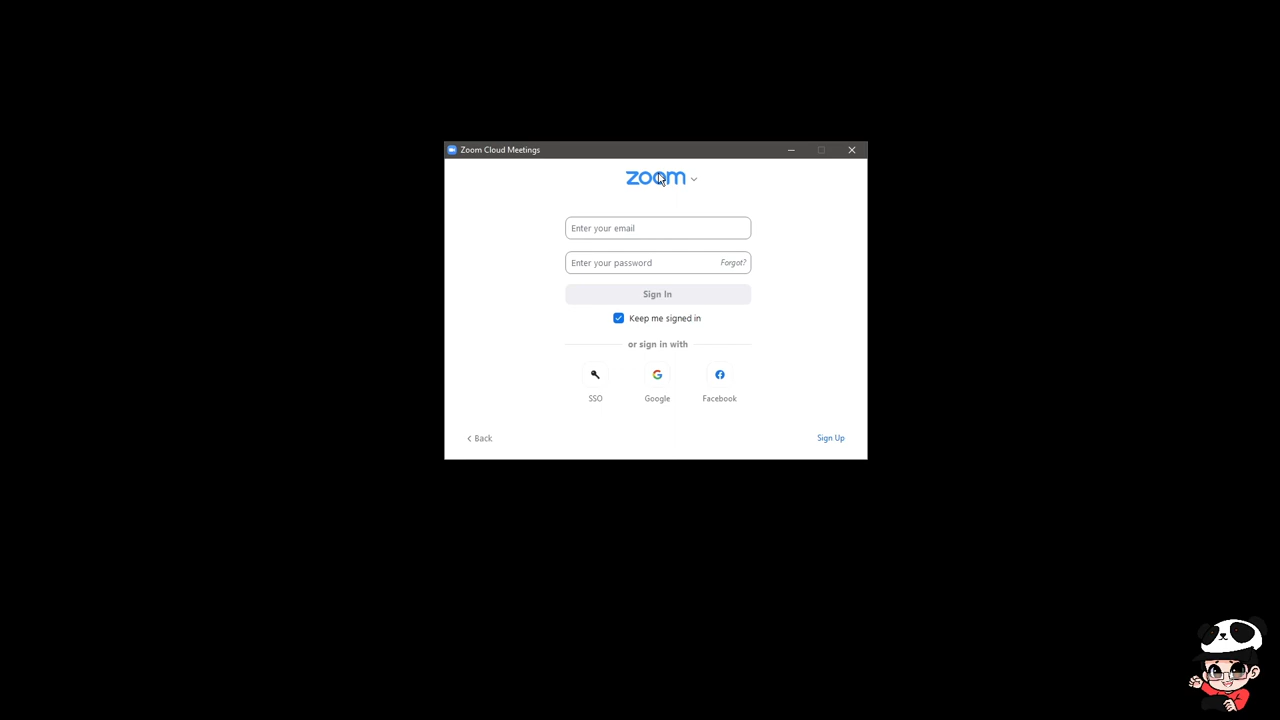 Zoom Cloud Meetings
zoom
Enter your email
Enter your password Forgot?
Sign In
Keep me signed in
or sign in with
SSO Google Facebook
Back Sign Up